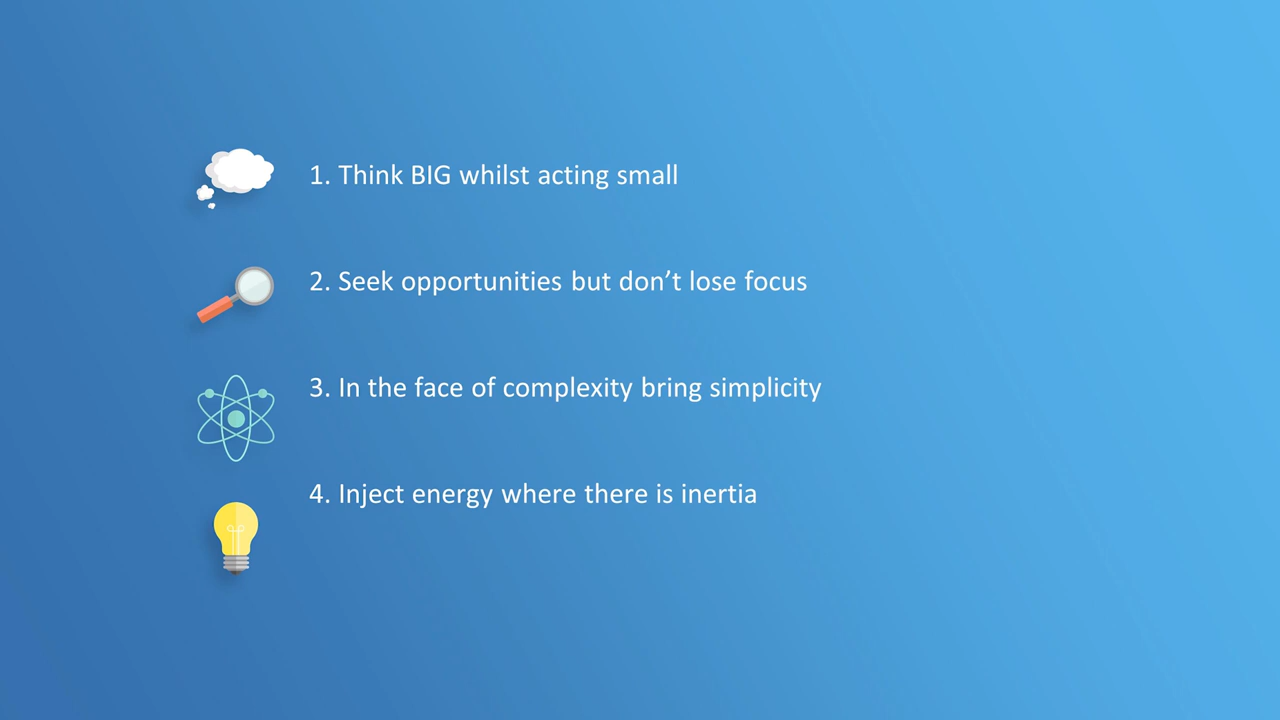 1. Think BIG whilst acting small
2. Seek opportunities but don’t lose focus
3. In the face of complexity bring simplicity
4. Inject energy where there is inertia